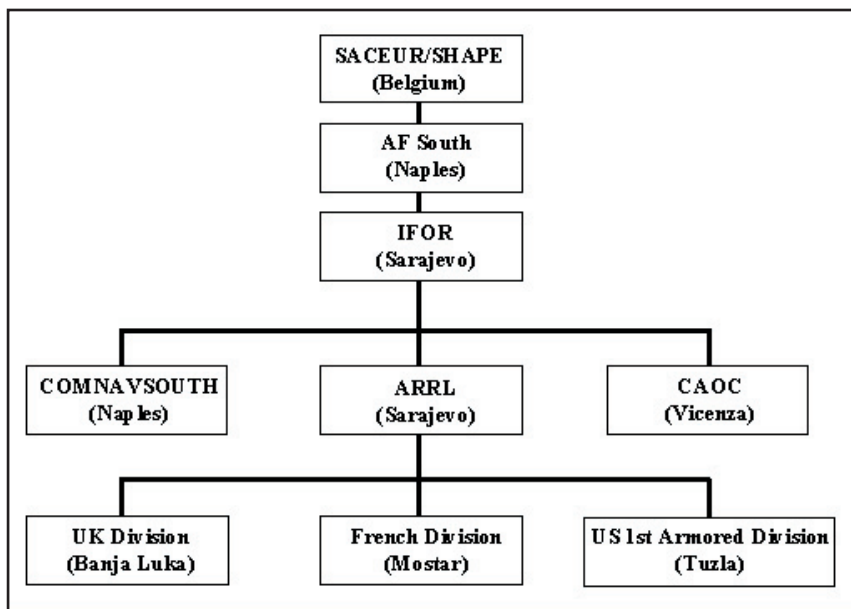 SACEUR/SHAPE
(Belgium)
AF South
(Naples)
IFOR
(Sarajevo)
COMNAVSOUTH
(Naples)
ARRL
(Sarajevo)
CAOC
(Vicenza)
UK Division
(Banja Luka)
French Division
(Mostar)
US 1st Armored Division
(Tuzla)